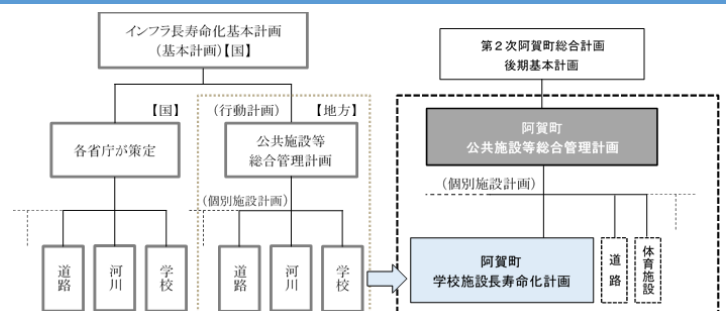 インフラ長寿命化基本計画
(基本計画)【国】
【国】
各省庁が策定
道路
河川
学校
(行動計画)
【地方】
公共施設等
総合管理計画
(個別施設計画)
道路
河川
学校
第２次阿賀町総合計画
後期基本計画
阿賀町
公共施設等総合管理計画
(個別施設計画)
阿賀町
学校施設長寿命化計画
道路
体育施設